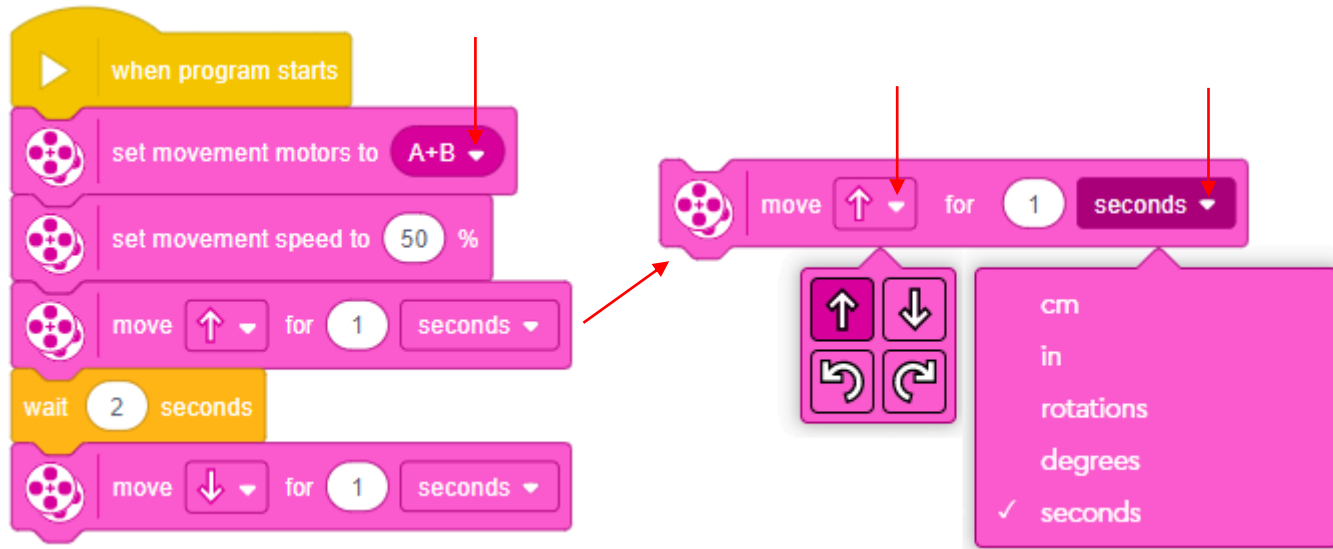 when program starts
set movement motors to A+B
set movement speed to 50 %
move for 1 seconds
wait 2 seconds
move for 1 seconds
move for 1 seconds
cm
in
rotations
degrees
seconds